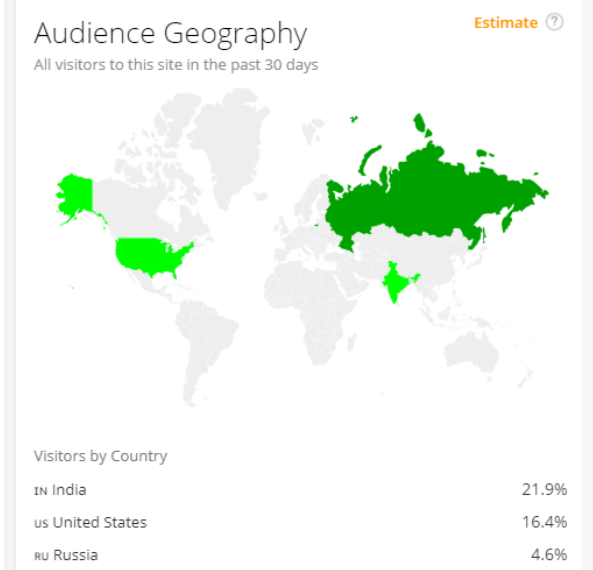 Audience Geography
Estimate ?
All visitors to this site in the past 30 days
Visitors by Country
IN India 21.9%
US United States 16.4%
RU Russia 4.6%